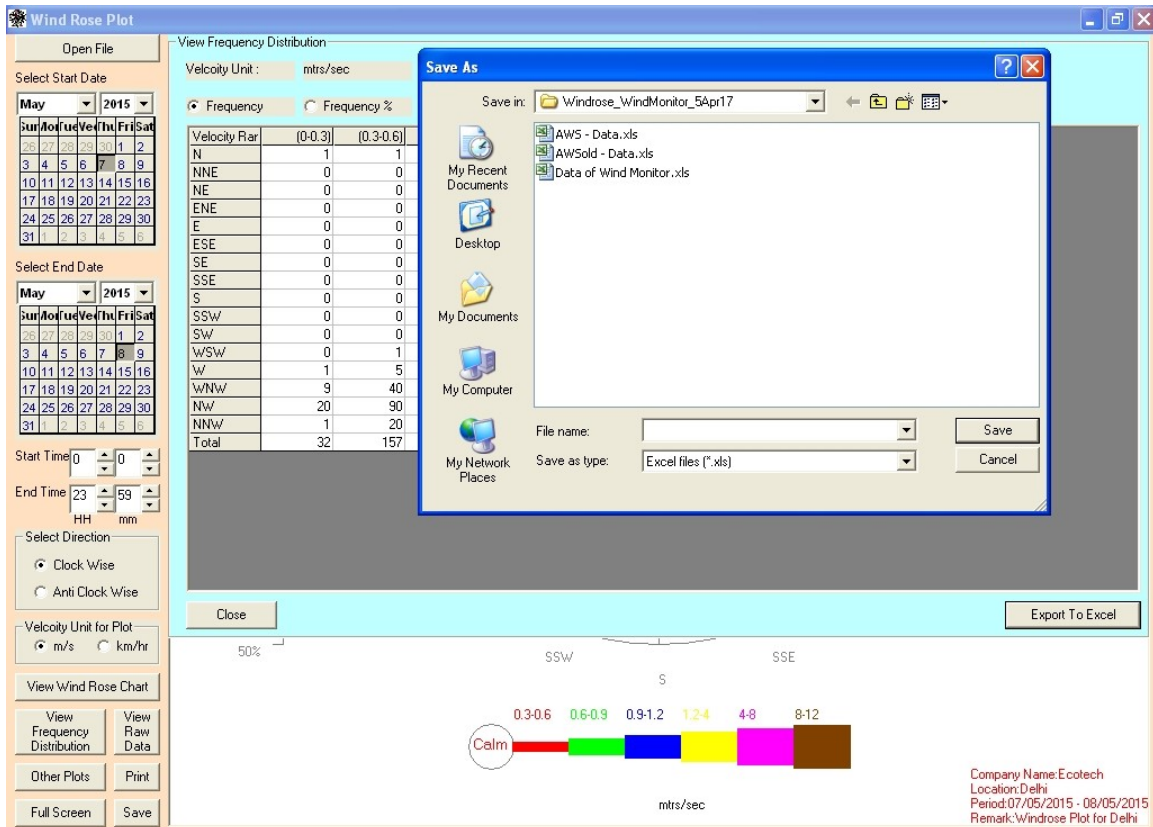 Wind Rose Plot
Open File
Select Start Date
May 2015
Sun Mon Tue Wed Thu Fri Sat
26 27 28 29 30 1 2
3 4 5 6 7 8 9
10 11 12 13 14 15 16
17 18 19 20 21 22 23
24 25 26 27 28 29 30
31 1 2 3 4 5 6
Select End Date
May 2015
Sun Mon Tue Wed Thu Fri Sat
26 27 28 29 30 1 2
3 4 5 6 7 8 9
10 11 12 13 14 15 16
17 18 19 20 21 22 23
24 25 26 27 28 29 30
31 1 2 3 4 5 6
Start Time 0 0
End Time 23 59
HH mm
Select Direction
Clock Wise
Anti Clock Wise
Velcoity Unit for Plot
m/s km/hr
View Wind Rose Chart
View Frequency Distribution
View Raw Data
Other Plots
Print
Full Screen
Save
View Frequency Distribution
Velcoity Unit : mtrs/sec
Frequency Frequency %
Velocity Rar (0-0.3) (0.3-0.6)
N 1 1
NNE 0 0
NE 0 0
ENE 0 0
E 0 0
ESE 0 0
SE 0 0
SSE 0 0
S 0 0
SSW 0 0
SW 0 0
WSW 0 1
W 1 5
WNW 9 40
NW 20 90
NNW 1 20
Total 32 157
Close
Export To Excel
Save As
Save in: Windrose_WindMonitor_5Apr17
My Recent Documents
Desktop
My Documents
My Computer
My Network Places
AWS - Data.xls
AWSold - Data.xls
Data of Wind Monitor.xls
File name:
Save
Save as type: Excel files (*.xls)
Cancel
50%
SSW
SSE
S
0.3-0.6 0.6-0.9 0.9-1.2 1.2-4 4-8 8-12
Calm
mtrs/sec
Company Name:Ecotech
Location:Delhi
Period:07/05/2015 - 08/05/2015
Remark:Windrose Plot for Delhi